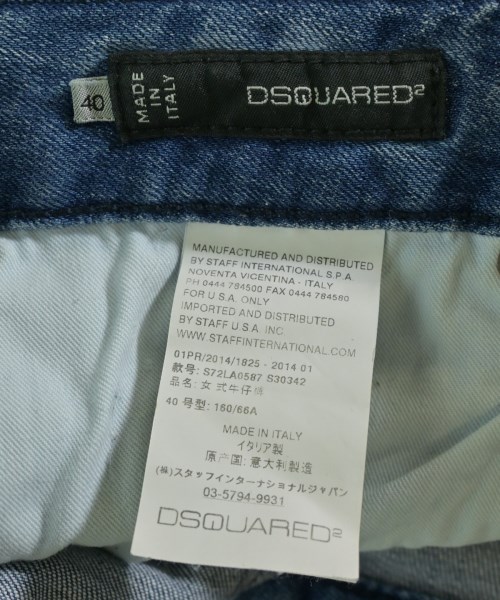 40
MADE
IN
ITALY
DSQUARED2
MANUFACTURED AND DISTRIBUTED
BY STAFF INTERNATIONAL S.P.A
NOVENTA VICENTINA - ITALY
PH 0444 784500 FAX 0444 784560
FOR U.S.A. ONLY
IMPORTED AND DISTRIBUTED
BY STAFF U.S.A. INC
WWW.STAFFINTERNATIONAL.COM
01PR/2014/1825 - 2014 01
款号: S72LA0587 S30342
品名: 女式牛仔
40 号型: 160/66A
MADE IN ITALY
イタリア製
原产国: 意大利製造
(株)スタッフインターナショナルジャパン
03-5794-9931
DSQUARED2